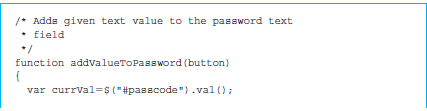 /* Adds given text value to the password text
 * field
 */
function addValueToPassword(button)
{
  var currVal=$("#passcode").val();